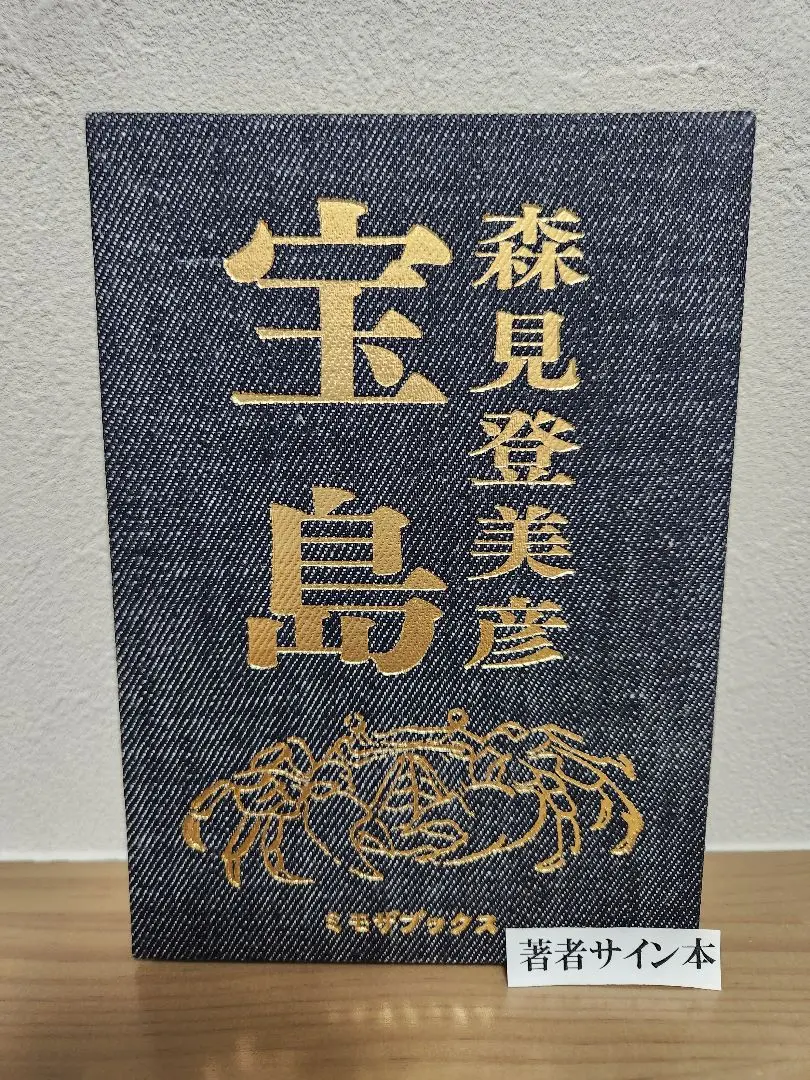 森見登美彦
宝島
ミモザブックス
著者サイン本